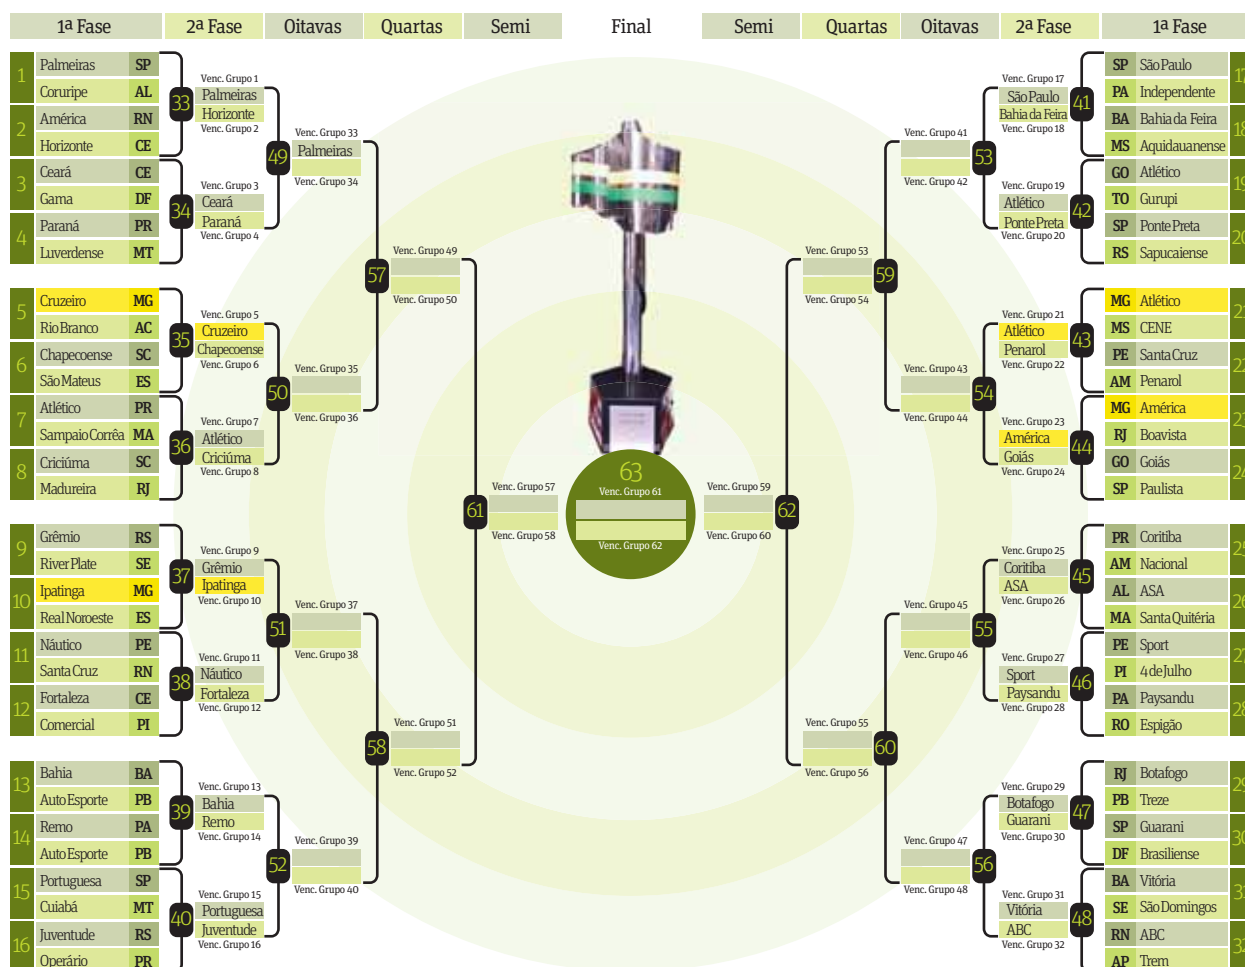 1ª Fase
2ª Fase
Oitavas
Quartas
Semi
Final
Semi
Quartas
Oitavas
2ª Fase
1ª Fase
1
Palmeiras SP
Coruripe AL
2
América RN
Horizonte CE
3
Ceará CE
Gama DF
4
Paraná PR
Luverdense MT
5
Cruzeiro MG
Rio Branco AC
6
Chapecoense SC
São Mateus ES
7
Atlético PR
Sampaio Corrêa MA
8
Criciúma SC
Madureira RJ
9
Grêmio RS
River Plate SE
10
Ipatinga MG
Real Noroeste ES
11
Náutico PE
Santa Cruz RN
12
Fortaleza CE
Comercial PI
13
Bahia BA
Auto Esporte PB
14
Remo PA
Auto Esporte PB
15
Portuguesa SP
Cuiabá MT
16
Juventude RS
Operário PR
33
Venc. Grupo 1
Palmeiras
Horizonte
Venc. Grupo 2
34
Venc. Grupo 3
Ceará
Paraná
Venc. Grupo 4
35
Venc. Grupo 5
Cruzeiro
Chapecoense
Venc. Grupo 6
36
Venc. Grupo 7
Atlético
Criciúma
Venc. Grupo 8
37
Venc. Grupo 9
Grêmio
Ipatinga
Venc. Grupo 10
38
Venc. Grupo 11
Náutico
Fortaleza
Venc. Grupo 12
39
Venc. Grupo 13
Bahia
Remo
Venc. Grupo 14
40
Venc. Grupo 15
Portuguesa
Juventude
Venc. Grupo 16
49
Venc. Grupo 33
Palmeiras
Venc. Grupo 34
50
Venc. Grupo 35
Venc. Grupo 36
51
Venc. Grupo 37
Venc. Grupo 38
52
Venc. Grupo 39
Venc. Grupo 40
57
Venc. Grupo 49
Venc. Grupo 50
58
Venc. Grupo 51
Venc. Grupo 52
61
Venc. Grupo 57
Venc. Grupo 58
63
Venc. Grupo 61
Venc. Grupo 62
Venc. Grupo 59
Venc. Grupo 60
62
Venc. Grupo 53
Venc. Grupo 54
59
Venc. Grupo 55
Venc. Grupo 56
60
Venc. Grupo 41
Venc. Grupo 42
53
Venc. Grupo 43
Venc. Grupo 44
54
Venc. Grupo 45
Venc. Grupo 46
55
Venc. Grupo 47
Venc. Grupo 48
56
Venc. Grupo 17
São Paulo
Bahia da Feira
Venc. Grupo 18
41
Venc. Grupo 19
Atlético
Ponte Preta
Venc. Grupo 20
42
Venc. Grupo 21
Atlético
Penarol
Venc. Grupo 22
43
Venc. Grupo 23
América
Goiás
Venc. Grupo 24
44
Venc. Grupo 25
Coritiba
ASA
Venc. Grupo 26
45
Venc. Grupo 27
Sport
Paysandu
Venc. Grupo 28
46
Venc. Grupo 29
Botafogo
Guarani
Venc. Grupo 30
47
Venc. Grupo 31
Vitória
ABC
Venc. Grupo 32
48
SP São Paulo
17
PA Independente
BA Bahia da Feira
18
MS Aquidauanense
GO Atlético
19
TO Gurupi
SP Ponte Preta
20
RS Sapucaiense
MG Atlético
21
MS CENE
PE Santa Cruz
22
AM Penarol
MG América
23
RJ Boavista
GO Goiás
24
SP Paulista
PR Coritiba
25
AM Nacional
AL ASA
26
MA Santa Quitéria
PE Sport
27
PI 4 de Julho
PA Paysandu
28
RO Espigão
RJ Botafogo
29
PB Treze
SP Guarani
30
DF Brasiliense
BA Vitória
31
SE São Domingos
RN ABC
32
AP Trem